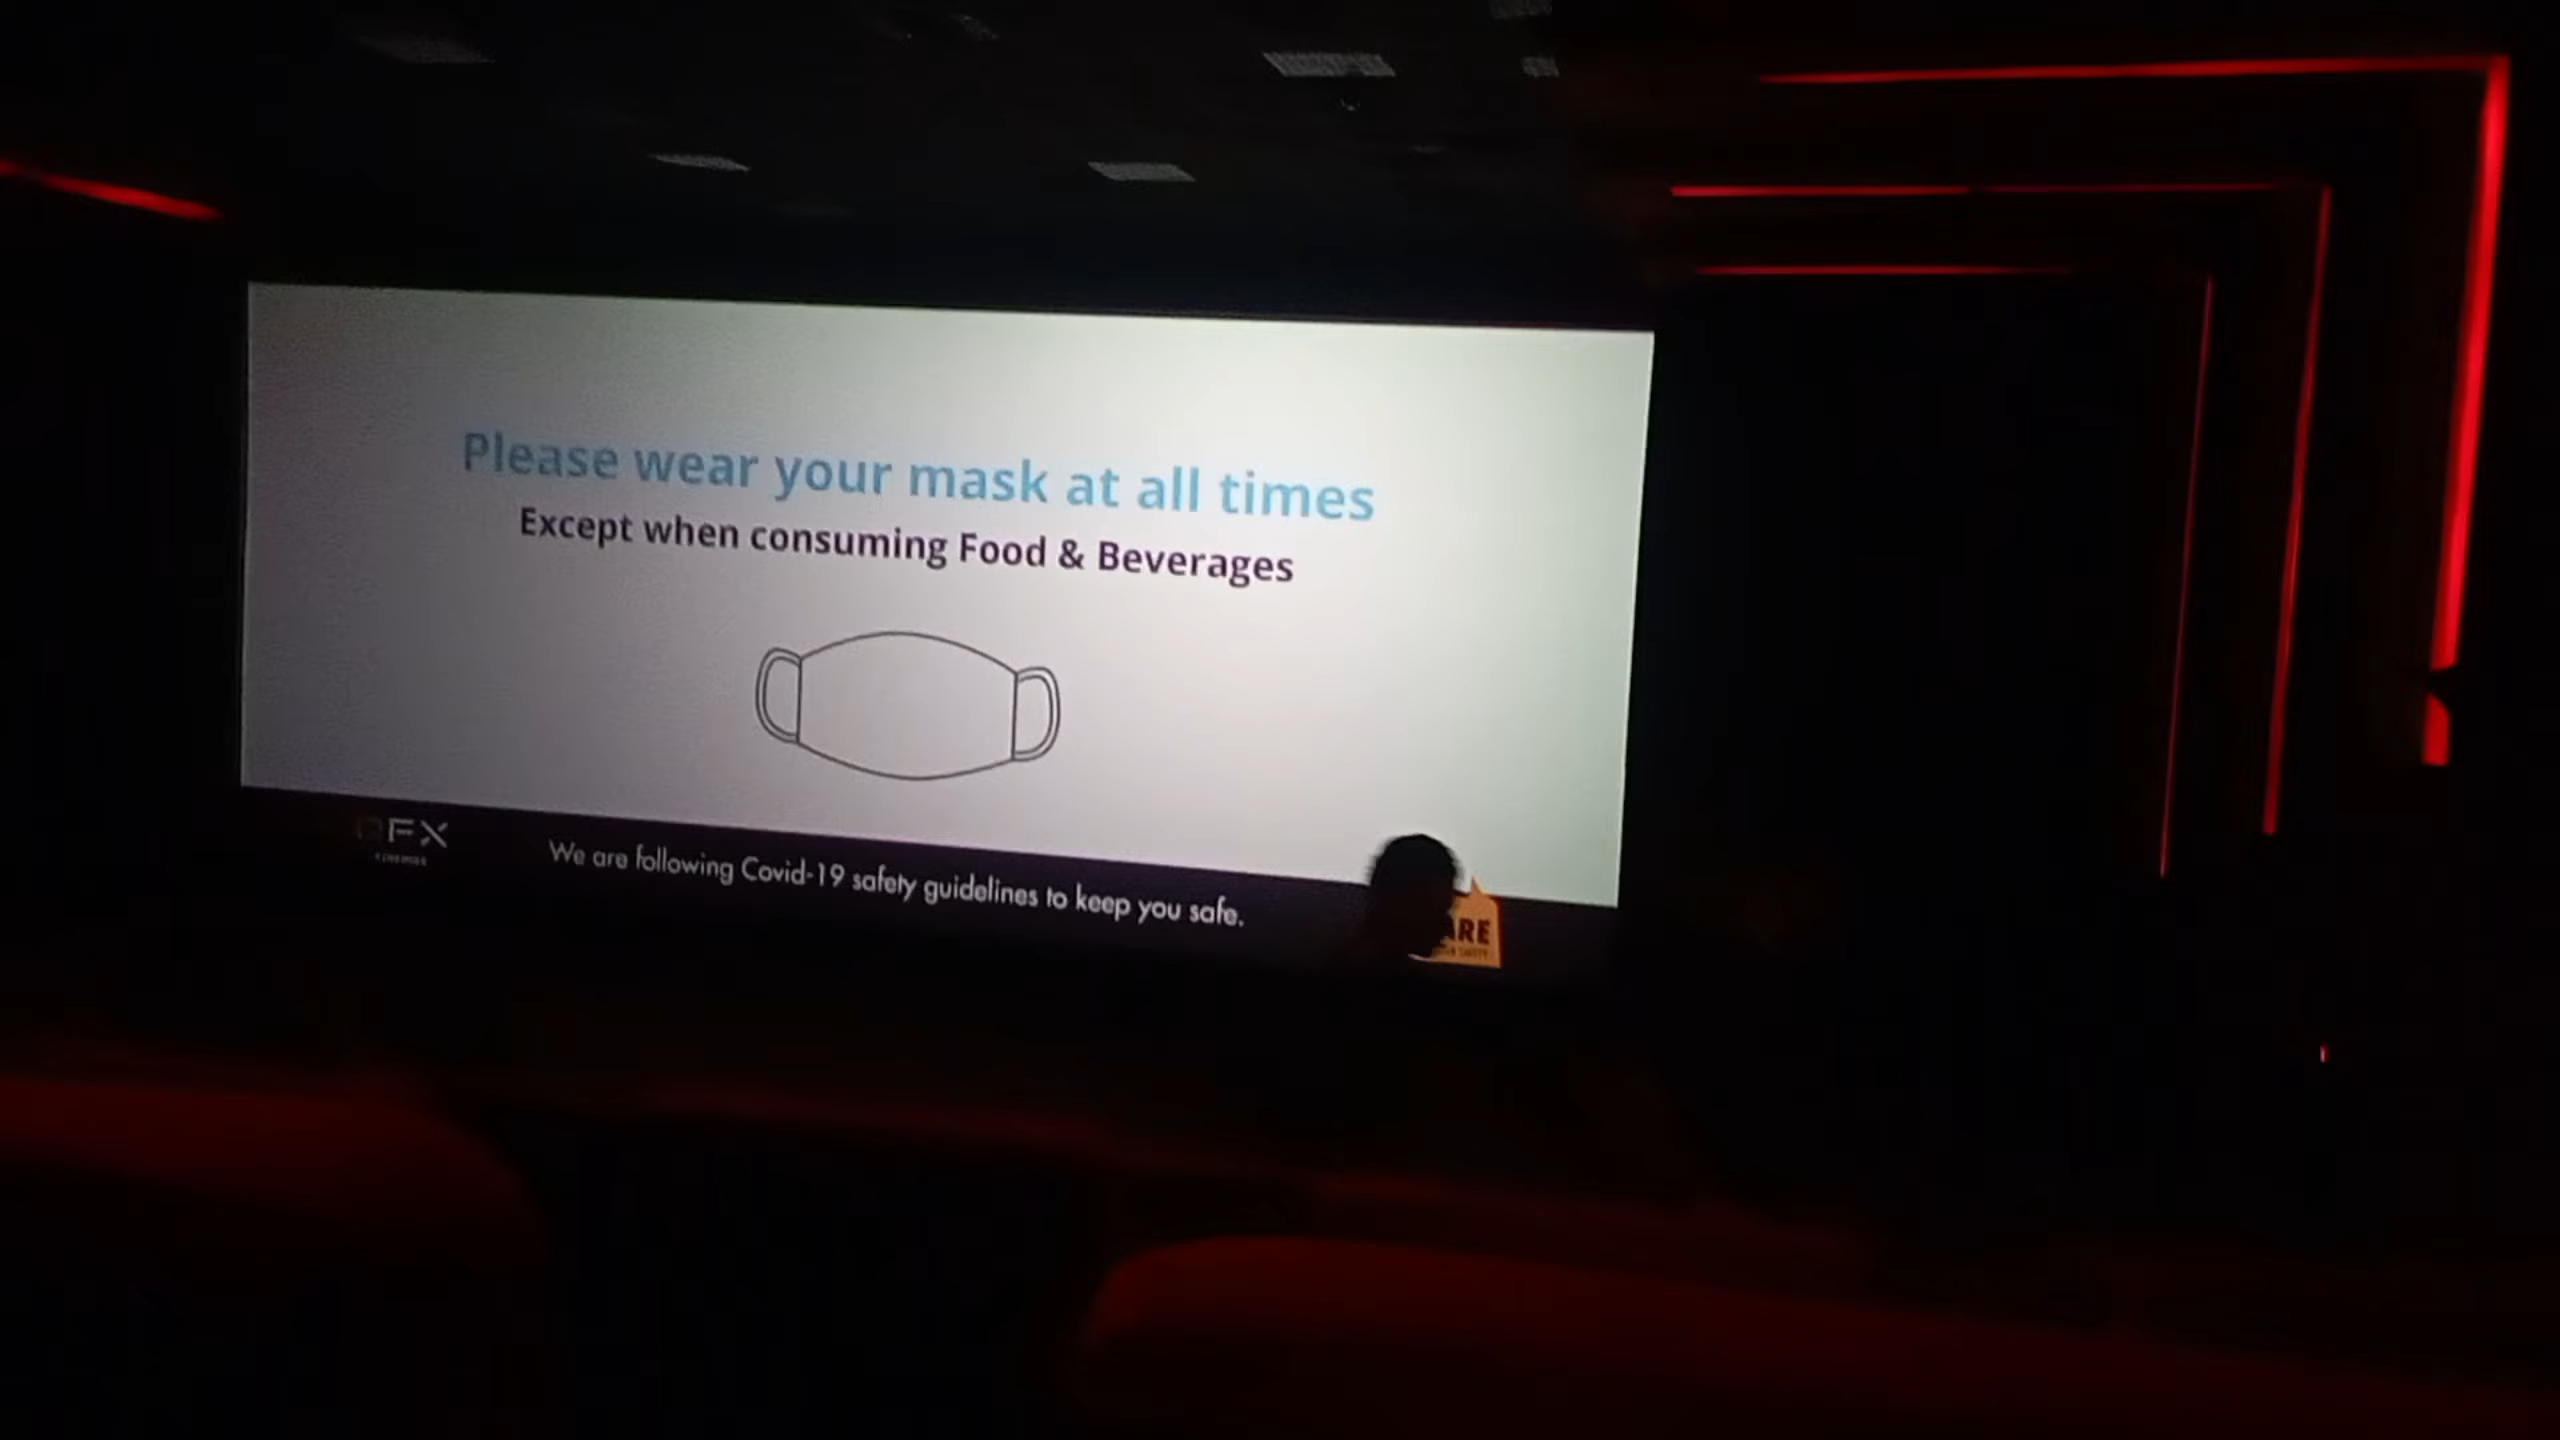 Please wear your mask at all times
Except when consuming Food & Beverages
FX
We are following Covid-19 safety guidelines to keep you safe.